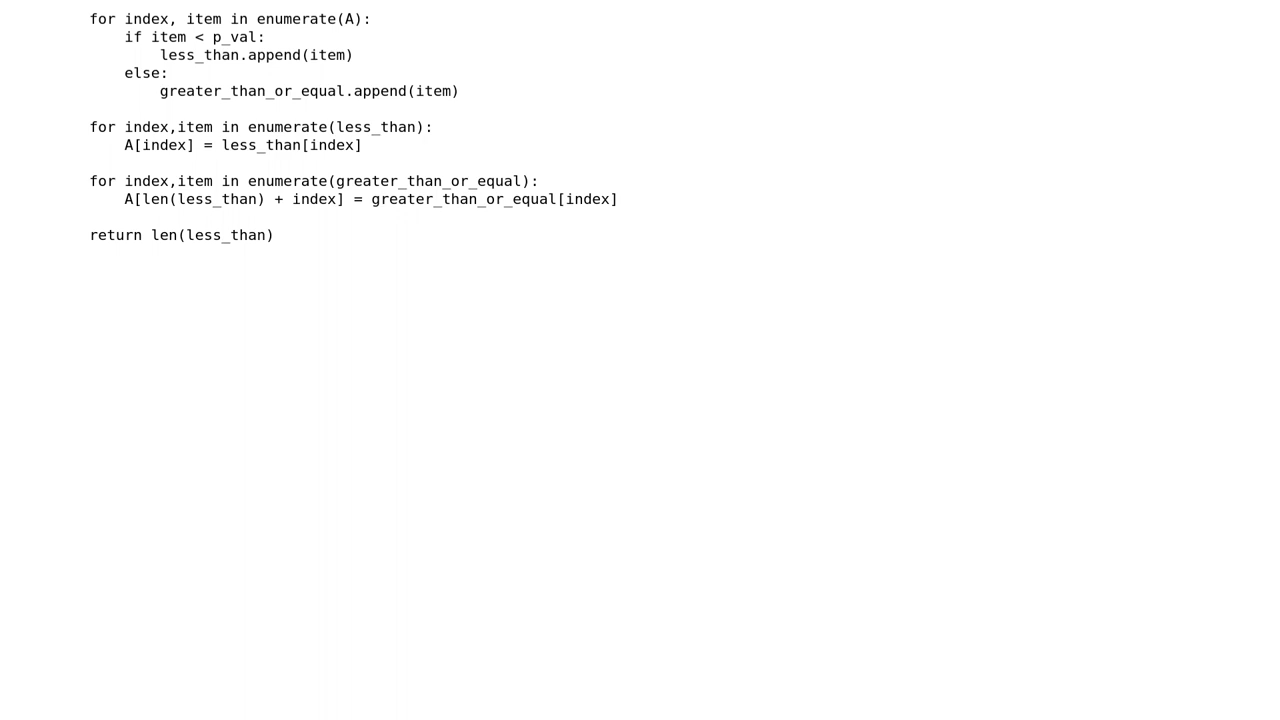 for index, item in enumerate(A):
    if item < p_val:
        less_than.append(item)
    else:
        greater_than_or_equal.append(item)

for index,item in enumerate(less_than):
    A[index] = less_than[index]

for index,item in enumerate(greater_than_or_equal):
    A[len(less_than) + index] = greater_than_or_equal[index]

return len(less_than)